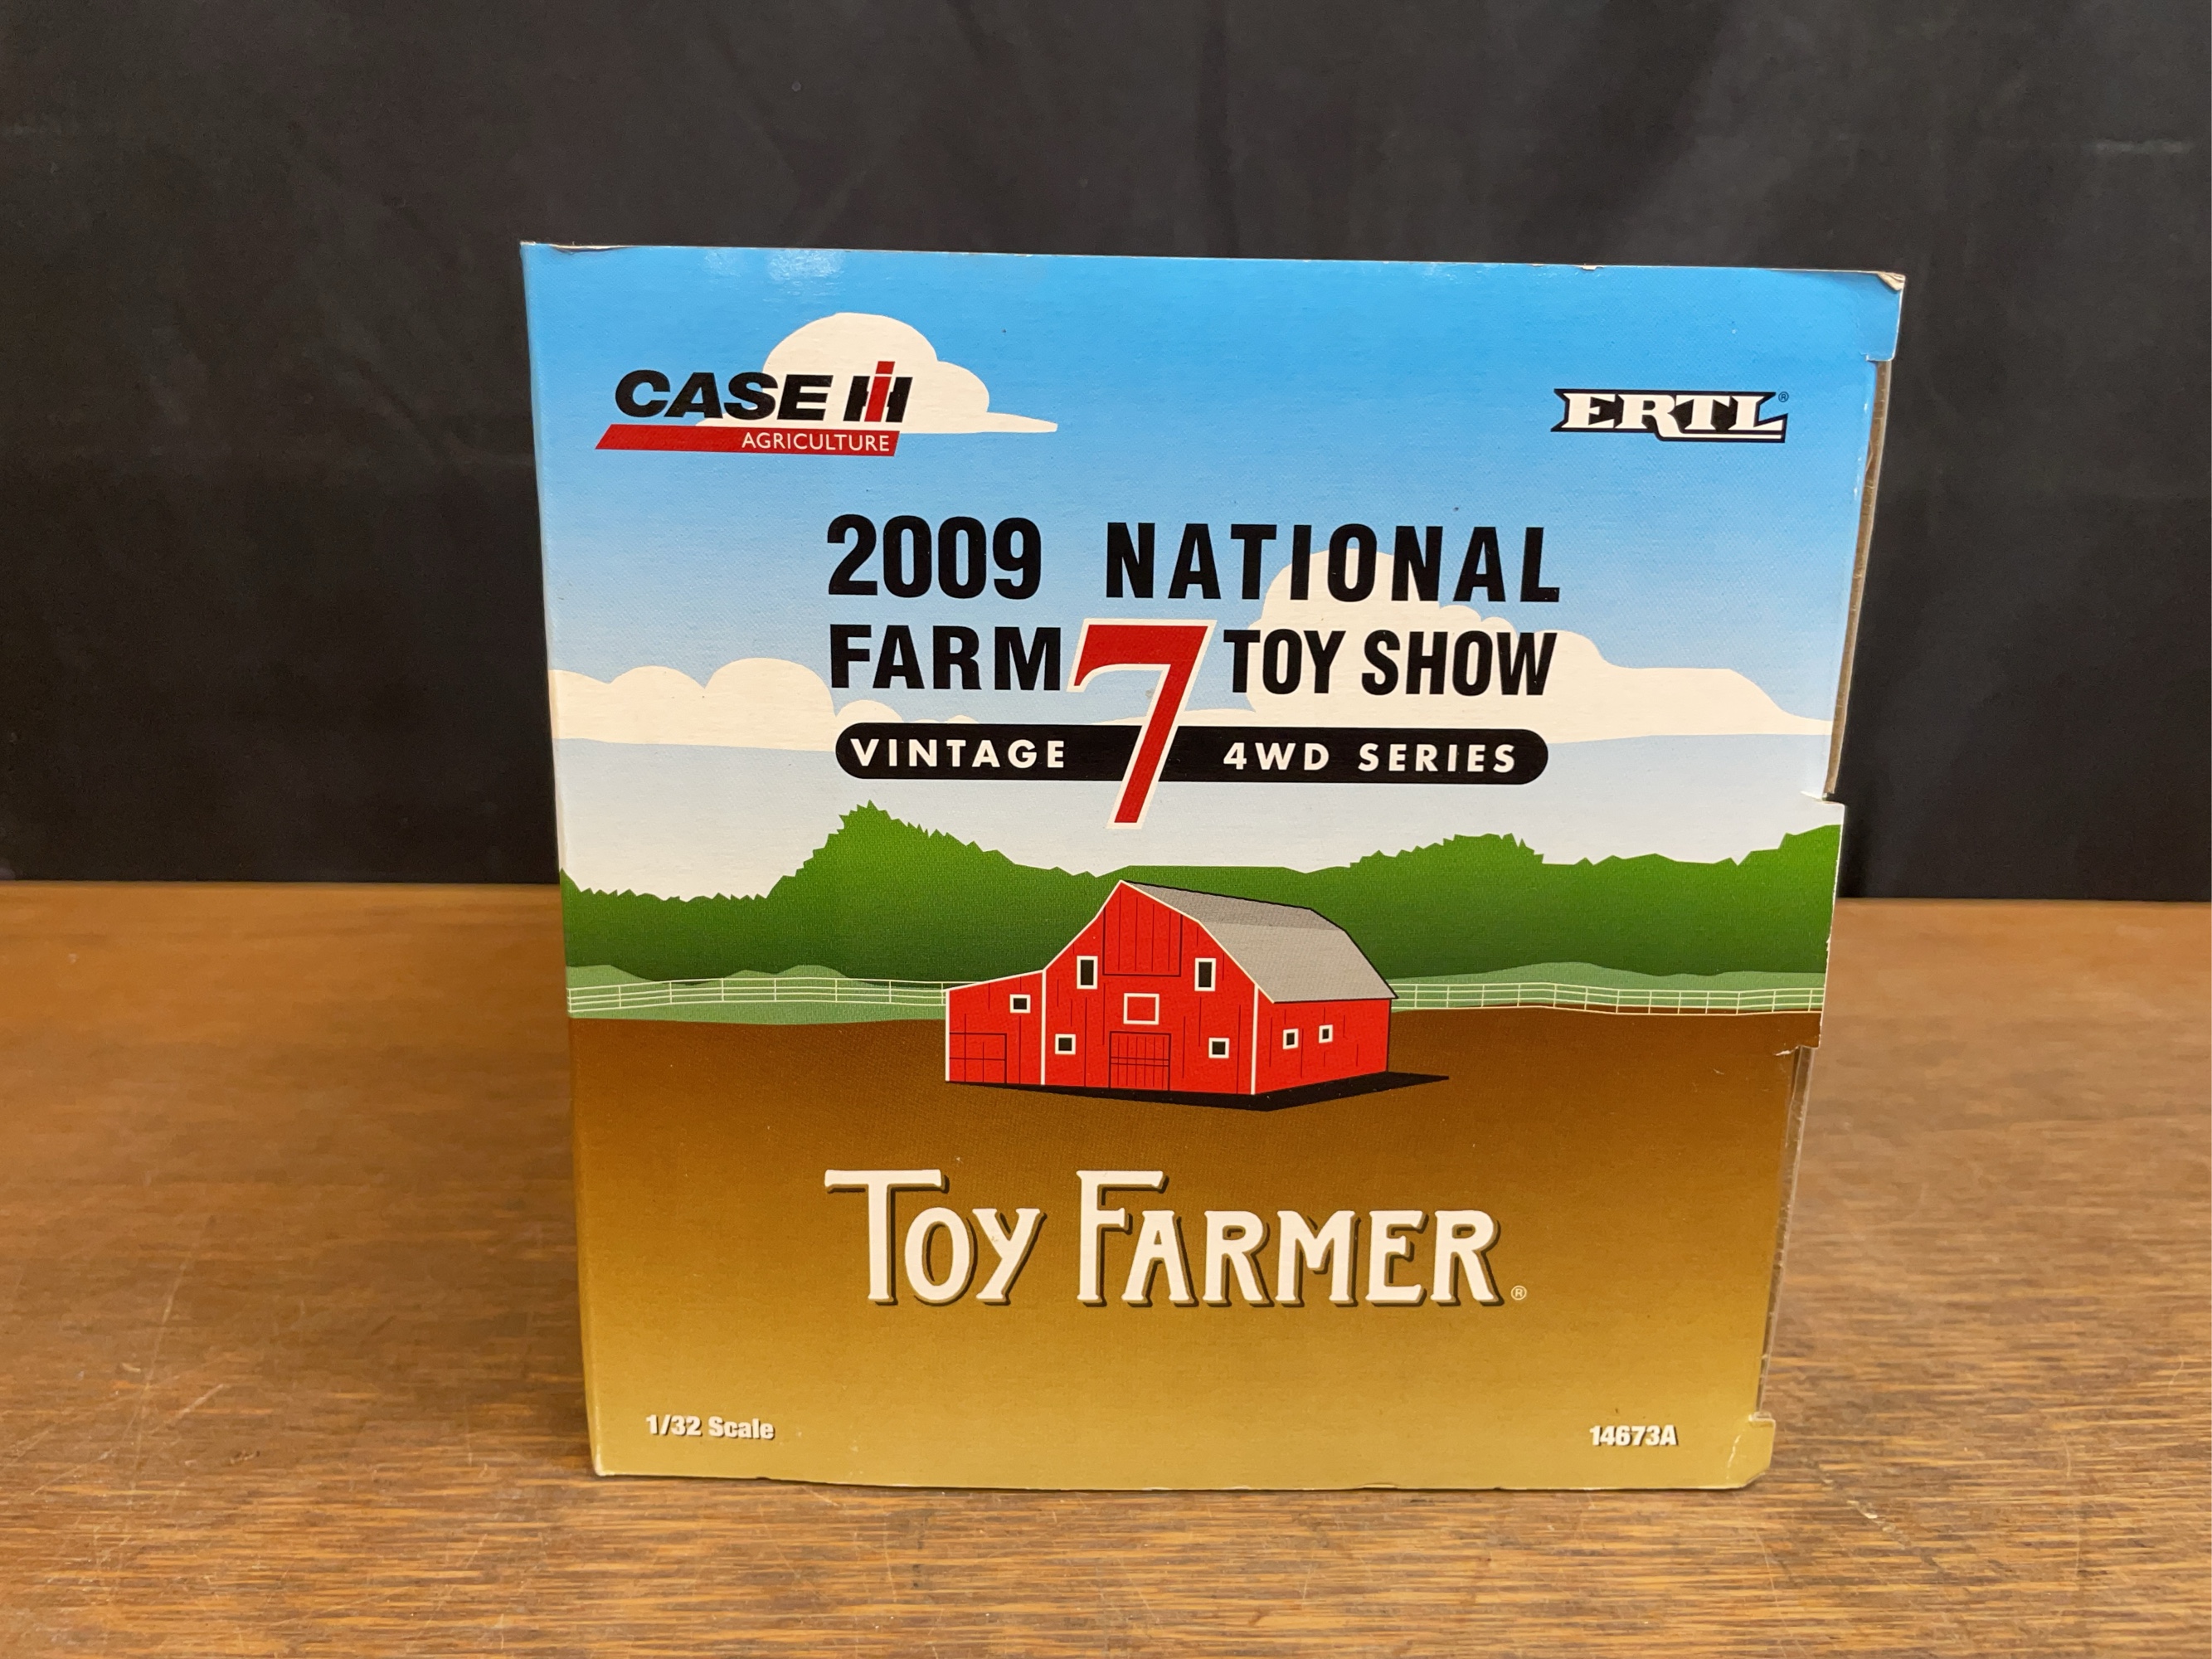 CASE IH
AGRICULTURE
ERTL®
2009 NATIONAL
FARM 7 TOY SHOW
VINTAGE 4WD SERIES
TOY FARMER®
1/32 Scale
14673A